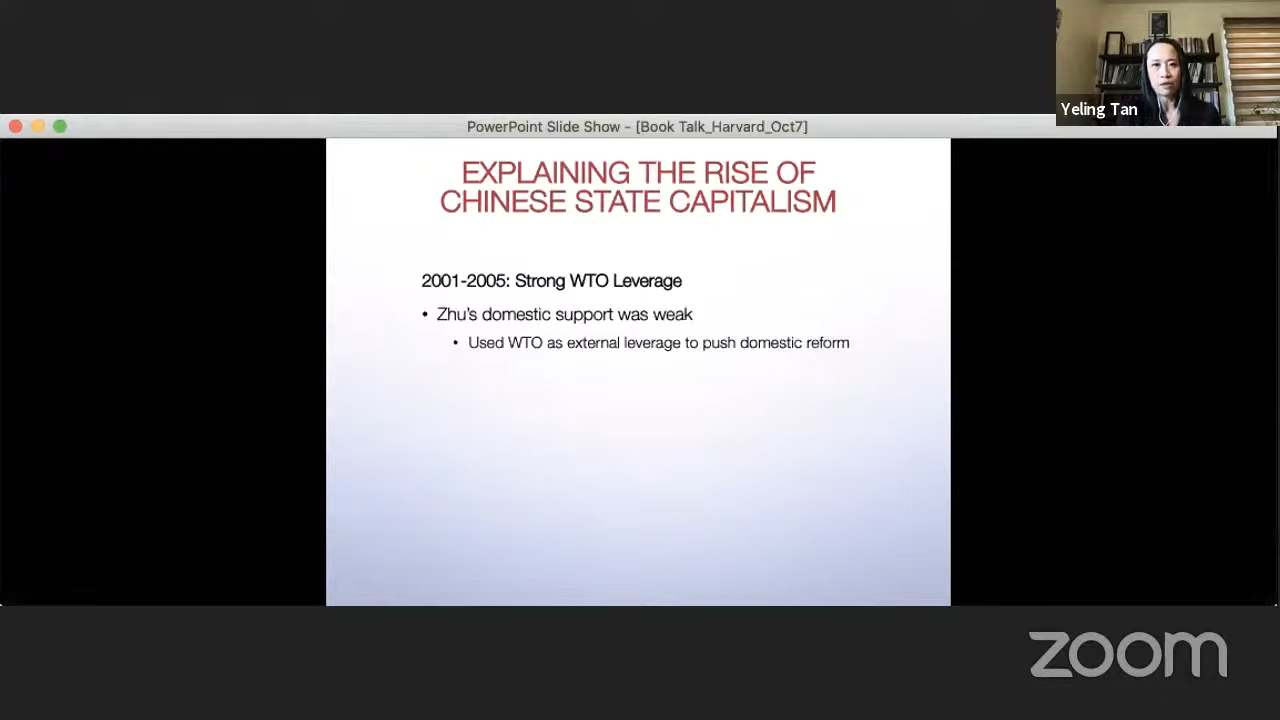 Yeling Tan
PowerPoint Slide Show - [Book Talk_Harvard_Oct7]
EXPLAINING THE RISE OF
CHINESE STATE CAPITALISM
2001-2005: Strong WTO Leverage
• Zhu's domestic support was weak
• Used WTO as external leverage to push domestic reform
zoom